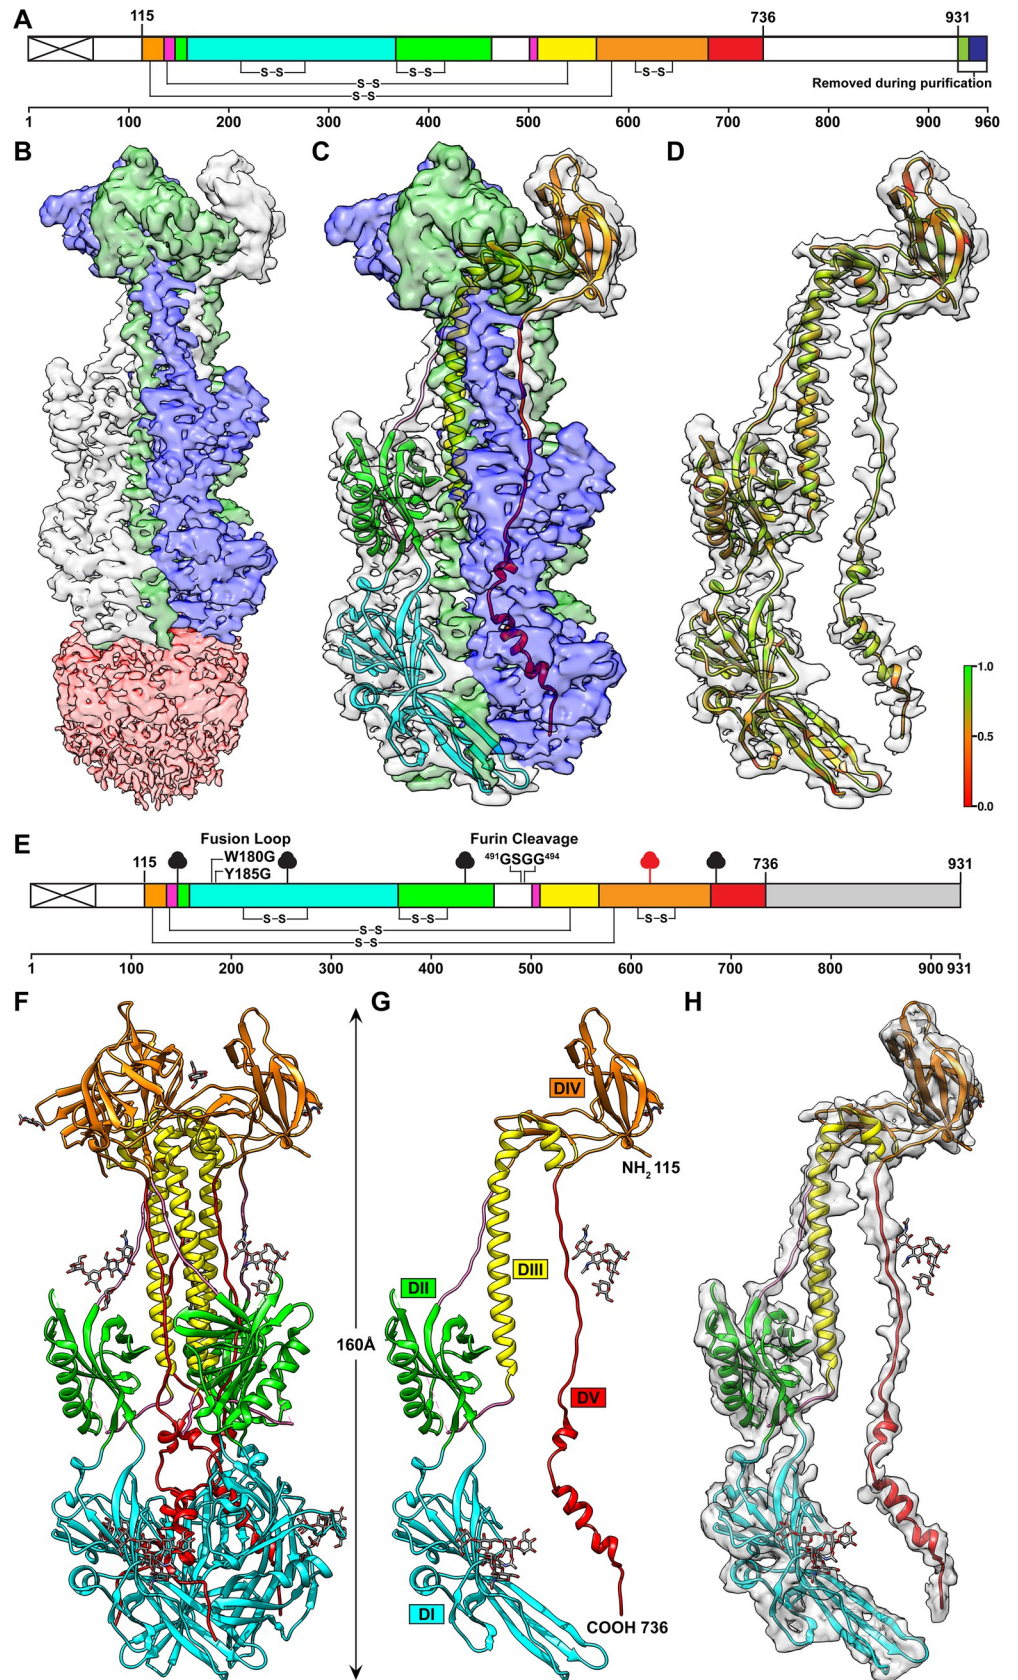 A
115
736
931
S-S
S-S
S-S
S-S
S-S
Removed during purification
1
100
200
300
400
500
600
700
800
900
960
B
C
D
1.0
0.5
0.0
E
Fusion Loop
W180G
Y185G
Furin Cleavage
491GSGG494
115
736
931
S-S
S-S
S-S
S-S
S-S
1
100
200
300
400
500
600
700
800
900 931
F
G
H
DIV
NH2 115
DII
DIII
160Å
DV
DI
COOH 736